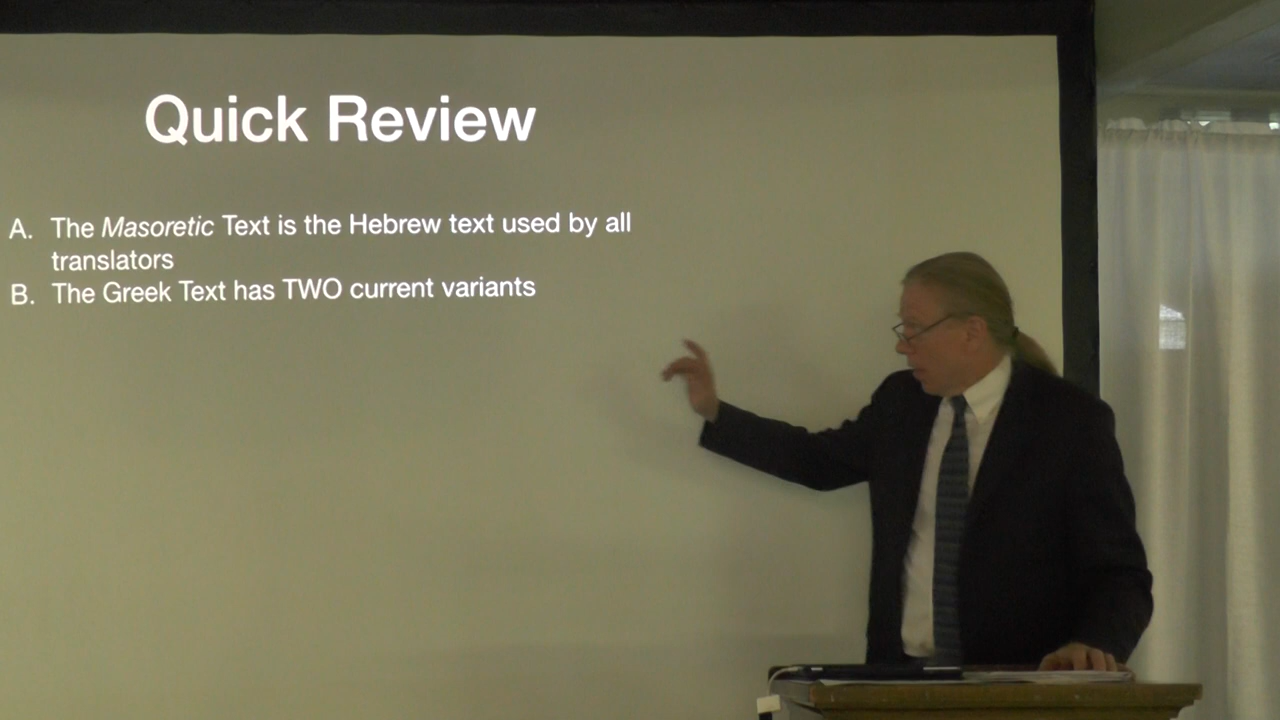 Quick Review
A. The Masoretic Text is the Hebrew text used by all
translators
B. The Greek Text has TWO current variants